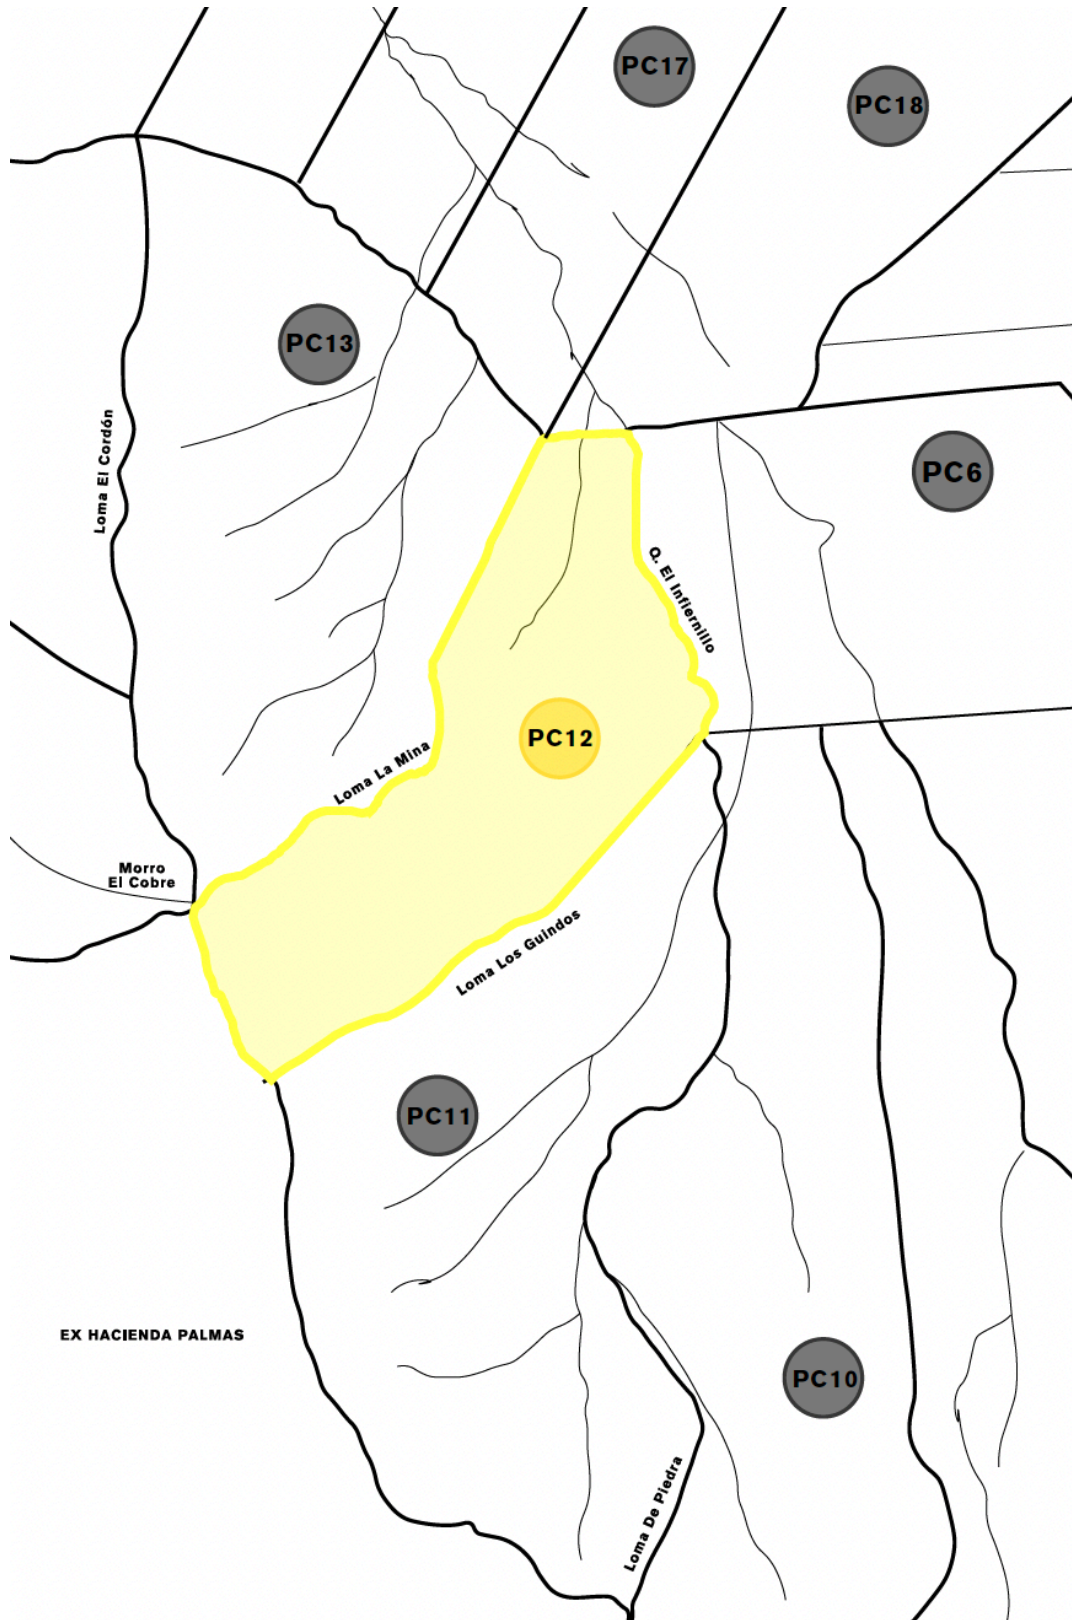 PC17
PC18
PC13
PC6
Loma El Cordón
Q. El Infiernillo
PC12
Loma La Mina
Morro
El Cobre
Loma Los Guindos
PC11
EX HACIENDA PALMAS
PC10
Loma De Piedra